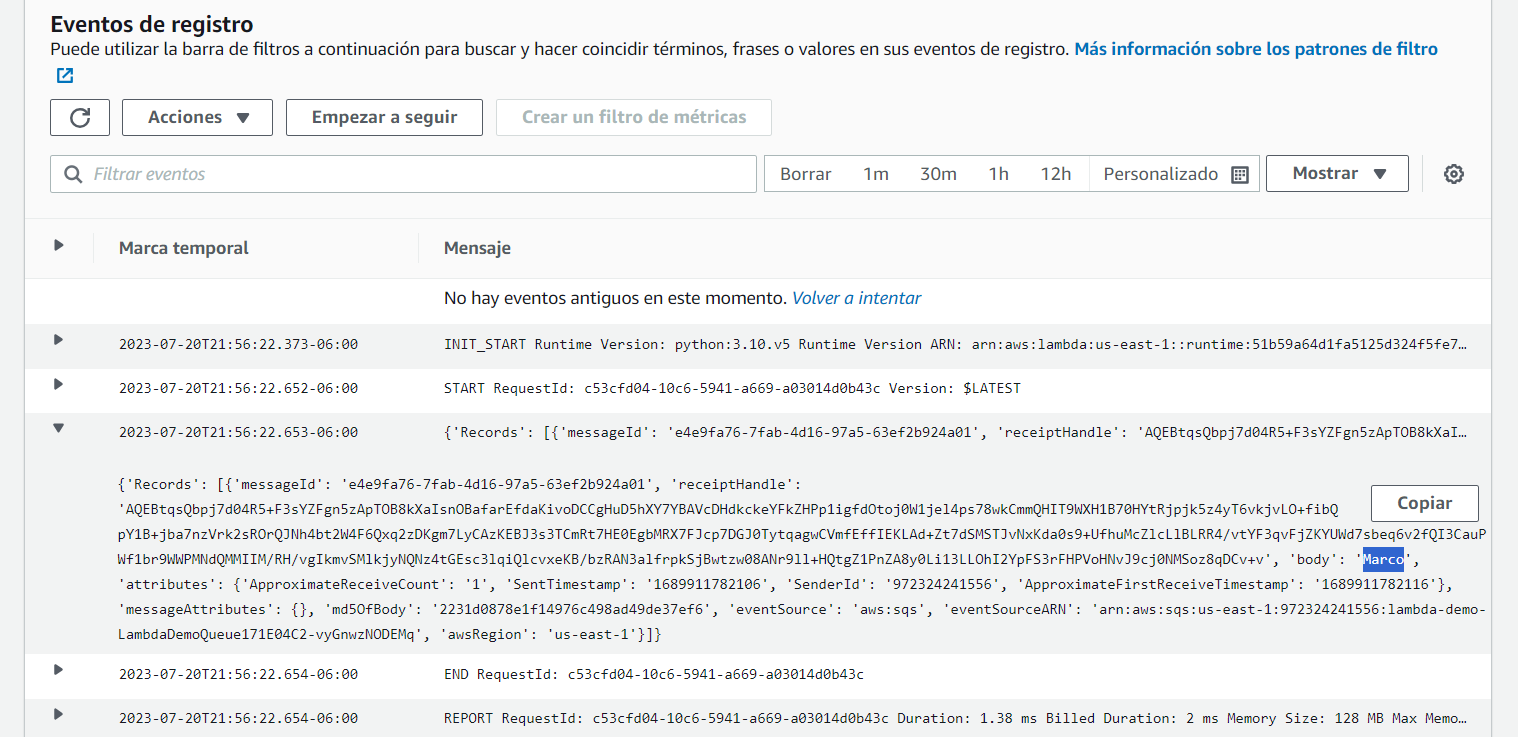 Eventos de registro
Puede utilizar la barra de filtros a continuación para buscar y hacer coincidir términos, frases o valores en sus eventos de registro. Más información sobre los patrones de filtro
Acciones
Empezar a seguir
Crear un filtro de métricas
Filtrar eventos
Borrar 1m 30m 1h 12h Personalizado
Mostrar
Marca temporal Mensaje
No hay eventos antiguos en este momento. Volver a intentar
2023-07-20T21:56:22.373-06:00 INIT_START Runtime Version: python:3.10.v5 Runtime Version ARN: arn:aws:lambda:us-east-1::runtime:51b59a64d1fa5125d324f5fe7…
2023-07-20T21:56:22.652-06:00 START RequestId: c53cfd04-10c6-5941-a669-a03014d0b43c Version: $LATEST
2023-07-20T21:56:22.653-06:00 {'Records': [{'messageId': 'e4e9fa76-7fab-4d16-97a5-63ef2b924a01', 'receiptHandle': 'AQEBtqsQbpj7d04R5+F3sYZFgn5zApTOB8kXaI…
{'Records': [{'messageId': 'e4e9fa76-7fab-4d16-97a5-63ef2b924a01', 'receiptHandle':
'AQEBtqsQbpj7d04R5+F3sYZFgn5zApTOB8kXaIsnOBafarEfdaKivoDCCgHuD5hXY7YBAVcDHdkckeYFkZHPp1igfdOtoj0W1jel4ps78wkCmmQHIT9WXH1B70HYtRjpjk5z4yT6vkjvLO+fibQ
pY1B+jba7nzVrk2sROrQJNh4bt2W4F6Qxq2zDKgm7LyCAzKEBJ3s3TCmRt7HE0EgbMRX7FJcp7DGJ0TytqagwCVmfEffIEKLAd+Zt7dSMSTJvNxKda0s9+UfhuMcZlcLlBLRR4/vtYF3qvFjZKYUWd7sbeq6v2fQI3CauP
Wf1br9WWPMNdQMMIIM/RH/vgIkmvSMlkjyNQNz4tGEsc3lqiQlcvxeKB/bzRAN3alfrpkSjBwtzw08ANr9ll+HQtgZ1PnZA8y0Li13LLOhI2YpFS3rFHPVoHNvJ9cj0NMSoz8qDCv+v', 'body': 'Marco',
'attributes': {'ApproximateReceiveCount': '1', 'SentTimestamp': '1689911782106', 'SenderId': '972324241556', 'ApproximateFirstReceiveTimestamp': '1689911782116'},
'messageAttributes': {}, 'md5OfBody': '2231d0878e1f14976c498ad49de37ef6', 'eventSource': 'aws:sqs', 'eventSourceARN': 'arn:aws:sqs:us-east-1:972324241556:lambda-demo-
LambdaDemoQueue171E04C2-vyGnwzNODEMq', 'awsRegion': 'us-east-1'}]}
Copiar
2023-07-20T21:56:22.654-06:00 END RequestId: c53cfd04-10c6-5941-a669-a03014d0b43c
2023-07-20T21:56:22.654-06:00 REPORT RequestId: c53cfd04-10c6-5941-a669-a03014d0b43c Duration: 1.38 ms Billed Duration: 2 ms Memory Size: 128 MB Max Memo…